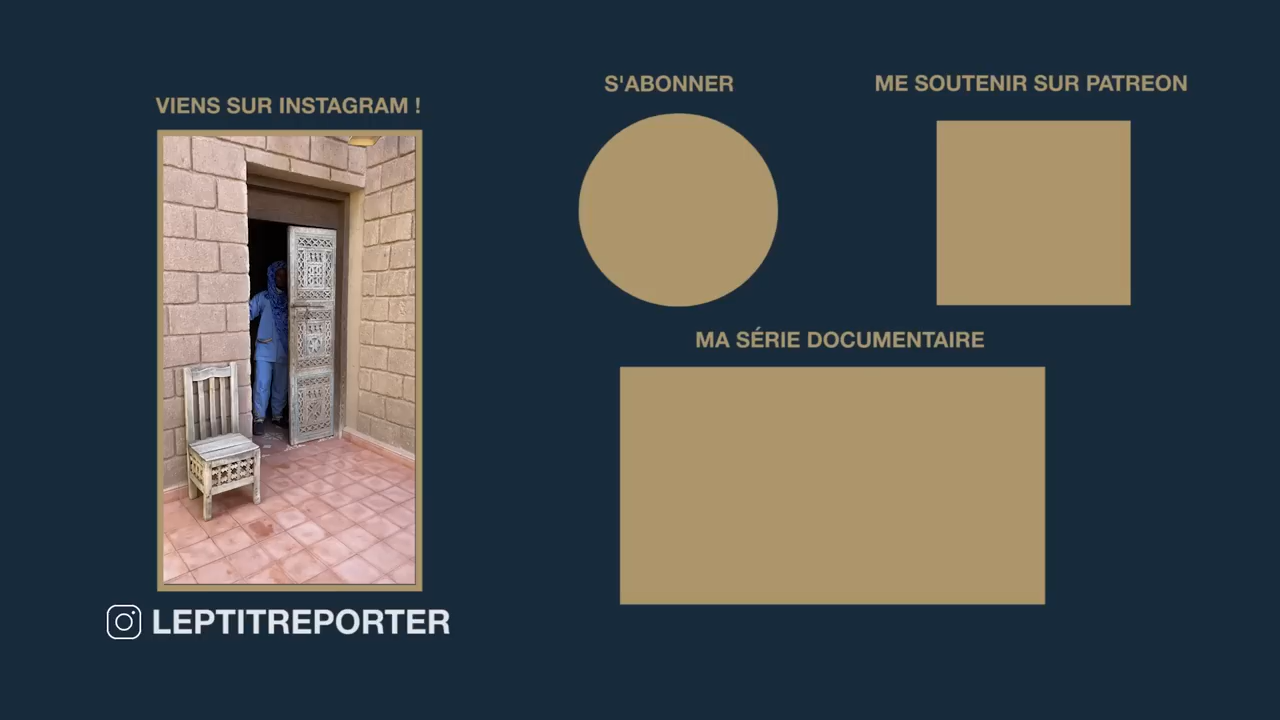 VIENS SUR INSTAGRAM !
LEPTITREPORTER
S'ABONNER
ME SOUTENIR SUR PATREON
MA SÉRIE DOCUMENTAIRE